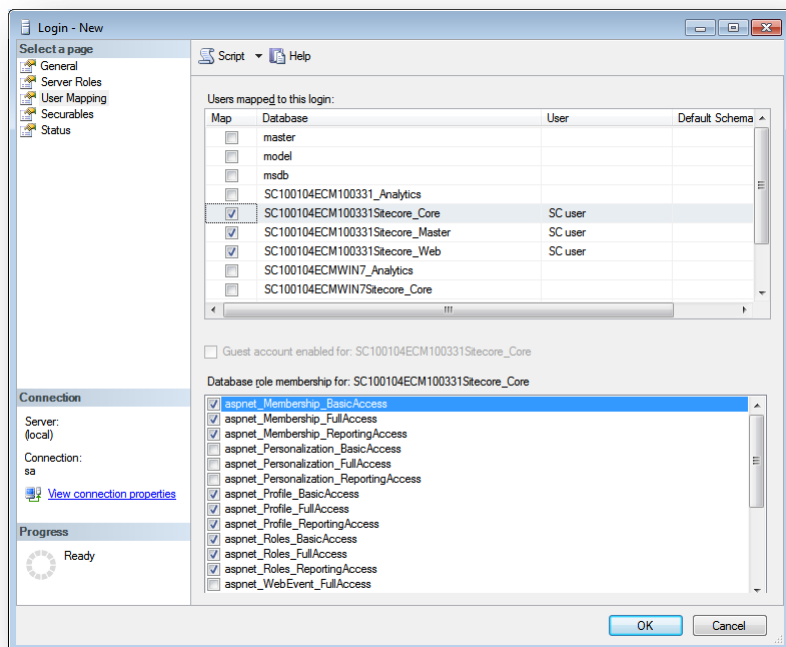 Login - New
Select a page
General
Server Roles
User Mapping
Securables
Status
Script Help
Users mapped to this login:
Map Database User Default Schema
master
model
msdb
SC100104ECM100331_Analytics
SC100104ECM100331Sitecore_Core SC user
SC100104ECM100331Sitecore_Master SC user
SC100104ECM100331Sitecore_Web SC user
SC100104ECMWIN7_Analytics
SC100104ECMWIN7Sitecore_Core
Guest account enabled for: SC100104ECM100331Sitecore_Core
Database role membership for: SC100104ECM100331Sitecore_Core
aspnet_Membership_BasicAccess
aspnet_Membership_FullAccess
aspnet_Membership_ReportingAccess
aspnet_Personalization_BasicAccess
aspnet_Personalization_FullAccess
aspnet_Personalization_ReportingAccess
aspnet_Profile_BasicAccess
aspnet_Profile_FullAccess
aspnet_Profile_ReportingAccess
aspnet_Roles_BasicAccess
aspnet_Roles_FullAccess
aspnet_Roles_ReportingAccess
aspnet_WebEvent_FullAccess
Connection
Server:
(local)
Connection:
sa
View connection properties
Progress
Ready
OK Cancel